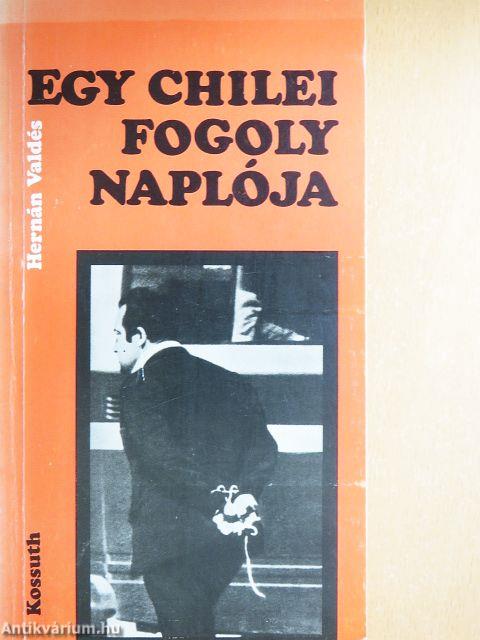 EGY CHILEI
FOGOLY
NAPLÓJA
Hernán Valdés
Kossuth
Antikvárium.hu